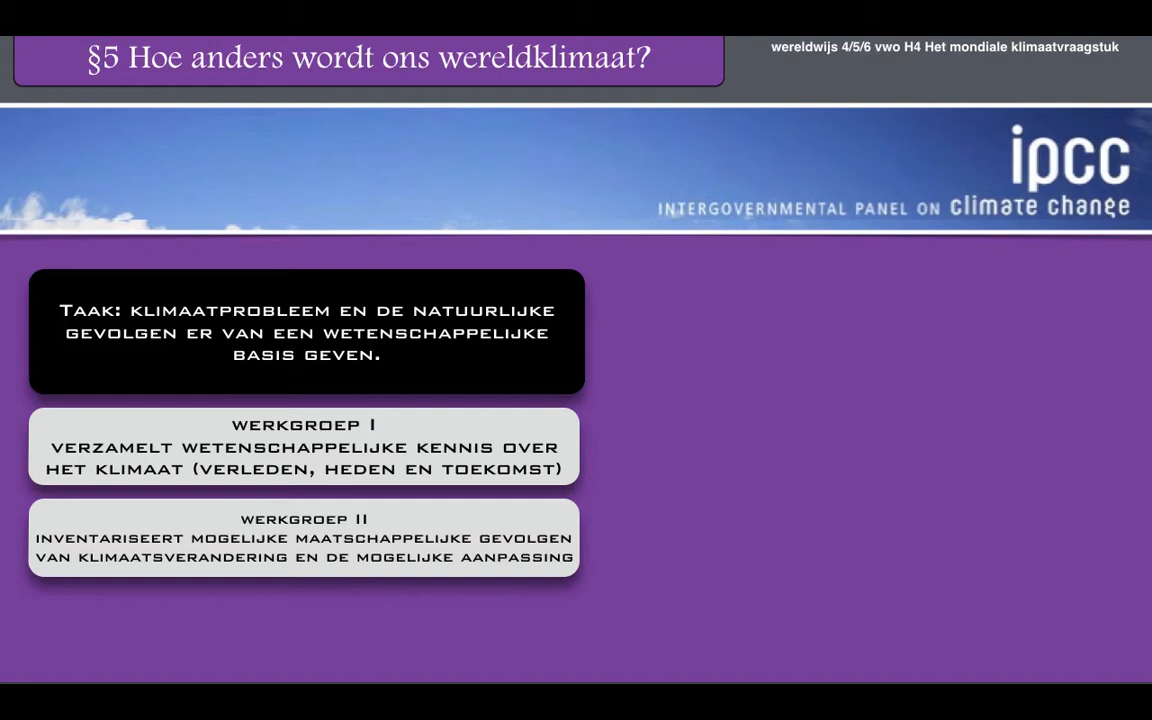 §5 Hoe anders wordt ons wereldklimaat?
wereldwijs 4/5/6 vwo H4 Het mondiale klimaatvraagstuk
ipcc
INTERGOVERNMENTAL PANEL ON climate change
Taak: klimaatprobleem en de natuurlijke
gevolgen er van een wetenschappelijke
basis geven.
werkgroep I
verzamelt wetenschappelijke kennis over
het klimaat (verleden, heden en toekomst)
werkgroep II
inventariseert mogelijke maatschappelijke gevolgen
van klimaatsverandering en de mogelijke aanpassing